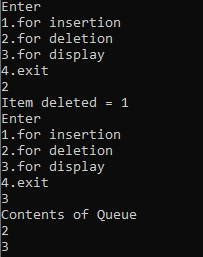 Enter
1.for insertion
2.for deletion
3.for display
4.exit
2
Item deleted = 1
Enter
1.for insertion
2.for deletion
3.for display
4.exit
3
Contents of Queue
2
3